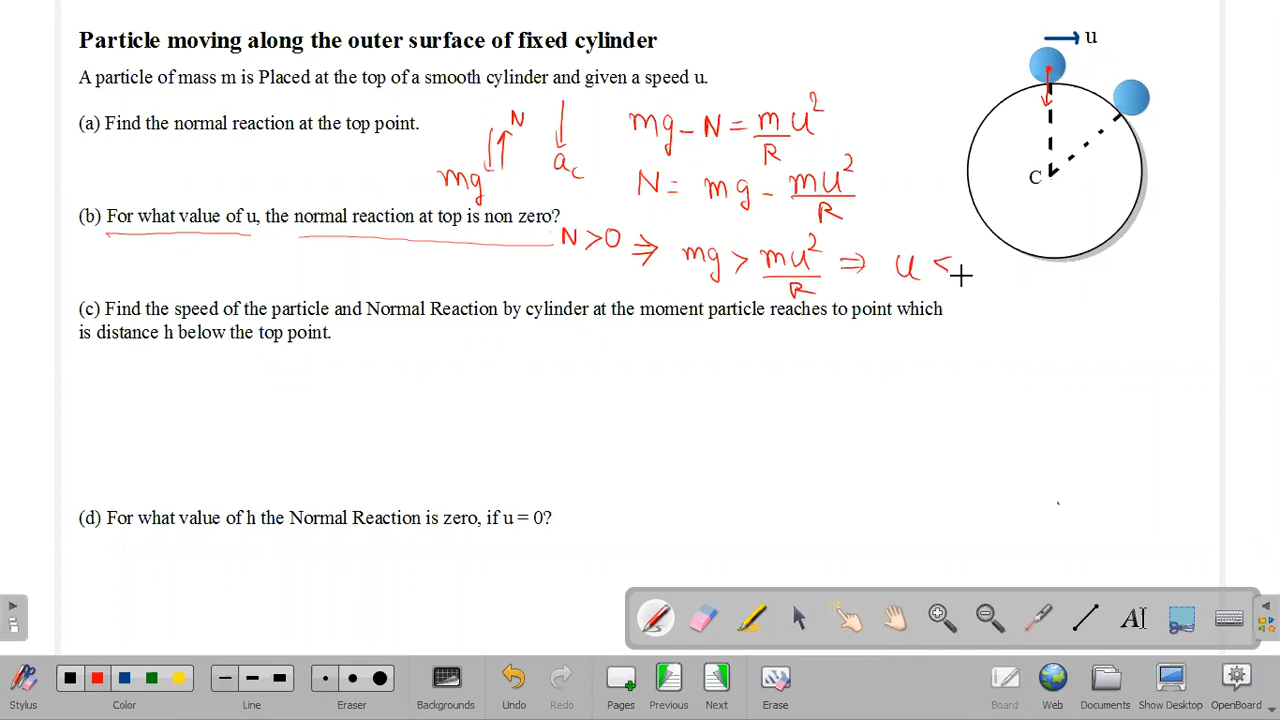 Particle moving along the outer surface of fixed cylinder
u
A particle of mass m is Placed at the top of a smooth cylinder and given a speed u.
(a) Find the normal reaction at the top point.
mg N a_c
mg - N = mu²/R
N = mg - mu²/R
C
(b) For what value of u, the normal reaction at top is non zero?
N > 0 ⇒ mg > mu²/R ⇒ u <
(c) Find the speed of the particle and Normal Reaction by cylinder at the moment particle reaches to point which
is distance h below the top point.
(d) For what value of h the Normal Reaction is zero, if u = 0?
AI
Stylus Color Line Eraser Backgrounds Undo Redo Pages Previous Next Erase Board Web Documents Show Desktop OpenBoard